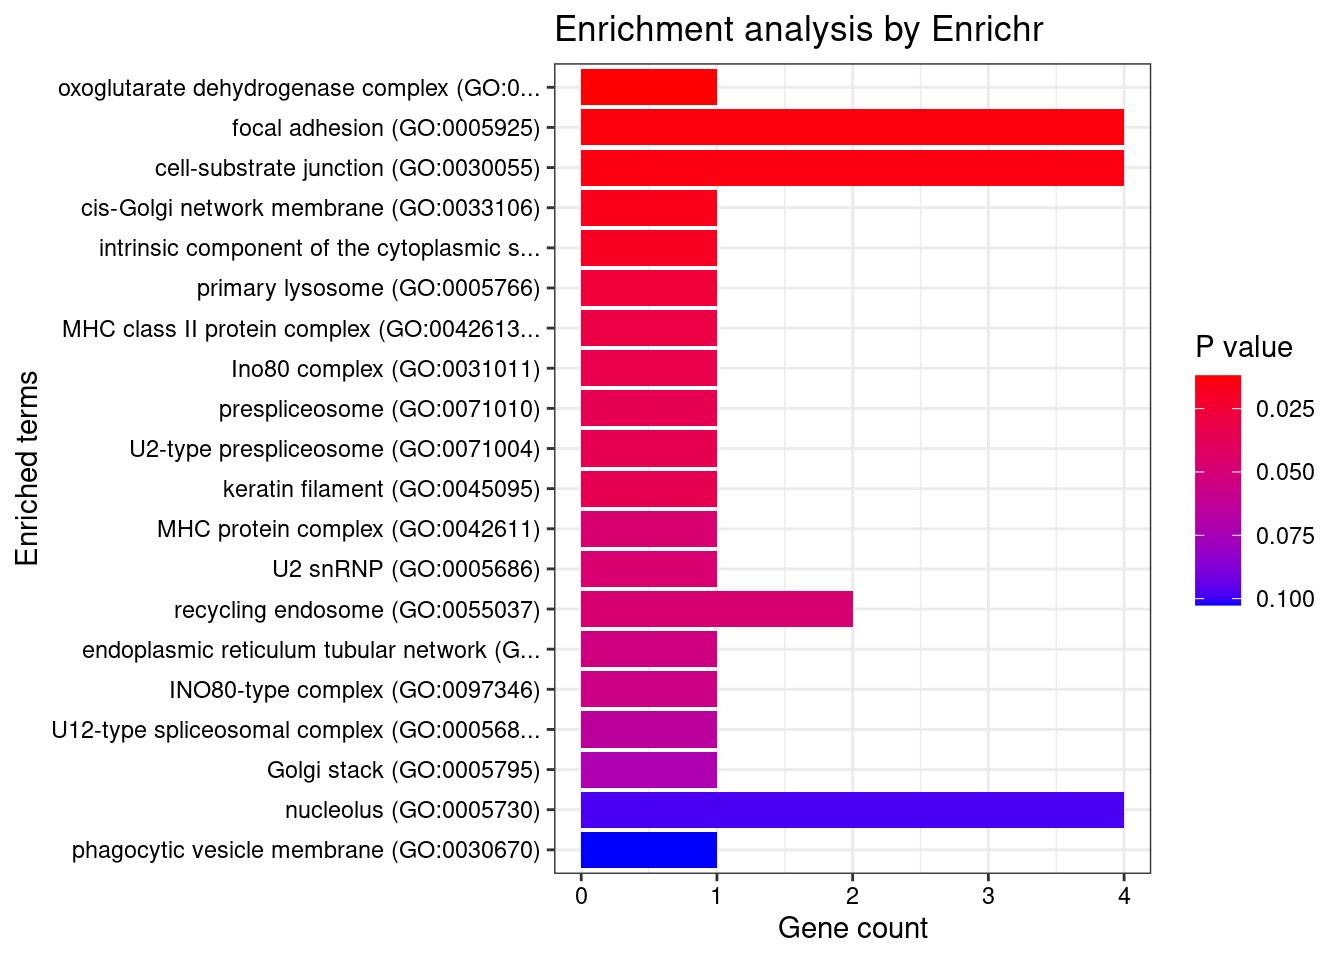 Enrichment analysis by Enrichr
oxoglutarate dehydrogenase complex (GO:0...
focal adhesion (GO:0005925)
cell-substrate junction (GO:0030055)
cis-Golgi network membrane (GO:0033106)
intrinsic component of the cytoplasmic s...
primary lysosome (GO:0005766)
MHC class II protein complex (GO:0042613...
Ino80 complex (GO:0031011)
prespliceosome (GO:0071010)
U2-type prespliceosome (GO:0071004)
keratin filament (GO:0045095)
MHC protein complex (GO:0042611)
U2 snRNP (GO:0005686)
recycling endosome (GO:0055037)
endoplasmic reticulum tubular network (G...
INO80-type complex (GO:0097346)
U12-type spliceosomal complex (GO:000568...
Golgi stack (GO:0005795)
nucleolus (GO:0005730)
phagocytic vesicle membrane (GO:0030670)
Enriched terms
0 1 2 3 4
Gene count
P value
0.025
0.050
0.075
0.100